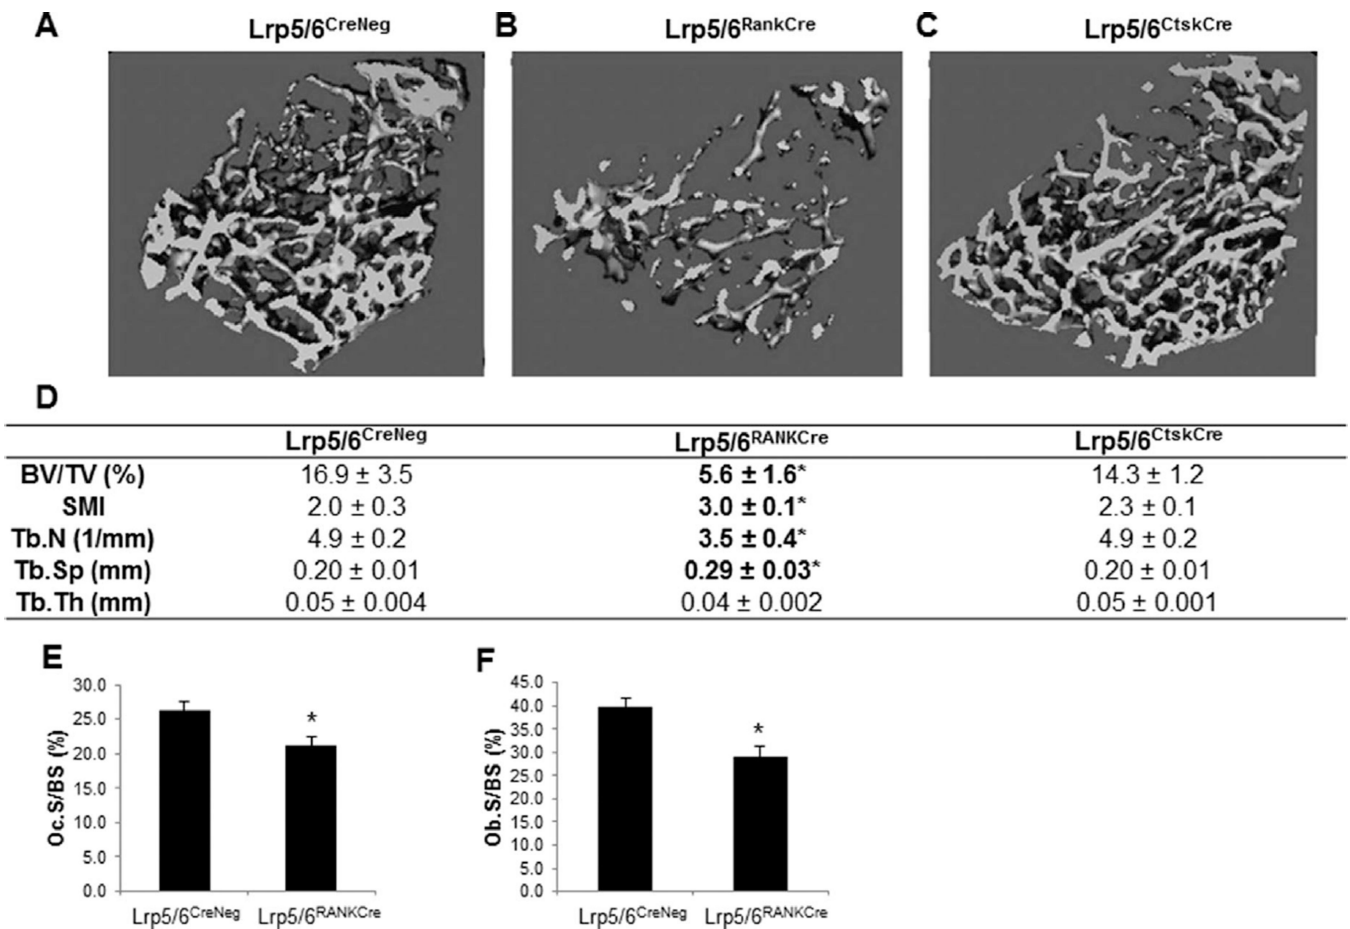 A Lrp5/6CreNeg B Lrp5/6RankCre C Lrp5/6CtskCre
D
Lrp5/6CreNeg Lrp5/6RANKCre Lrp5/6CtskCre
BV/TV (%) 16.9 ± 3.5 5.6 ± 1.6* 14.3 ± 1.2
SMI 2.0 ± 0.3 3.0 ± 0.1* 2.3 ± 0.1
Tb.N (1/mm) 4.9 ± 0.2 3.5 ± 0.4* 4.9 ± 0.2
Tb.Sp (mm) 0.20 ± 0.01 0.29 ± 0.03* 0.20 ± 0.01
Tb.Th (mm) 0.05 ± 0.004 0.04 ± 0.002 0.05 ± 0.001
E
Oc.S/BS (%)
30.0
25.0
20.0
15.0
10.0
5.0
0.0
*
Lrp5/6CreNeg Lrp5/6RANKCre
F
Ob.S/BS (%)
45.0
40.0
35.0
30.0
25.0
20.0
15.0
10.0
5.0
0.0
*
Lrp5/6CreNeg Lrp5/6RANKCre